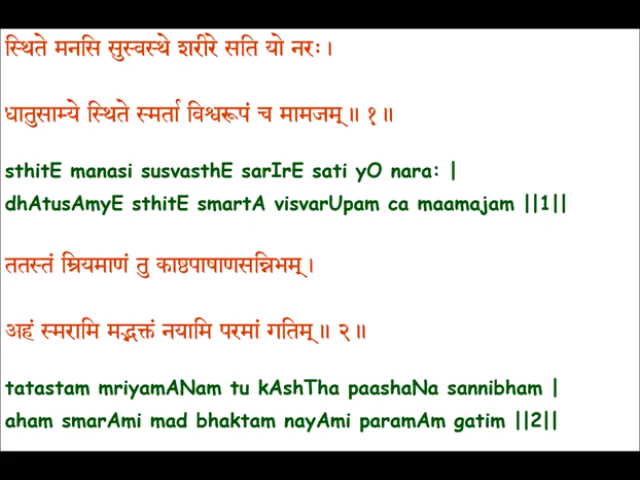 स्थिते मनसि सुस्वस्थे शरीरे सति यो नरः ।
धातुसाम्ये स्थिते स्मर्ता विश्वरूपं च मामजम् ॥ १ ॥
sthitE manasi susvasthE sarIrE sati yO nara: |
dhAtusAmyE sthitE smartA visvarUpam ca maamajam ||1||
ततस्तं म्रियमाणं तु काष्ठपाषाणसन्निभम् ।
अहं स्मरामि मद्भक्तं नयामि परमां गतिम् ॥ २ ॥
tatastam mriyamANam tu kAshTha paashaNa sannibham |
aham smarAmi mad bhaktam nayAmi paramAm gatim ||2||